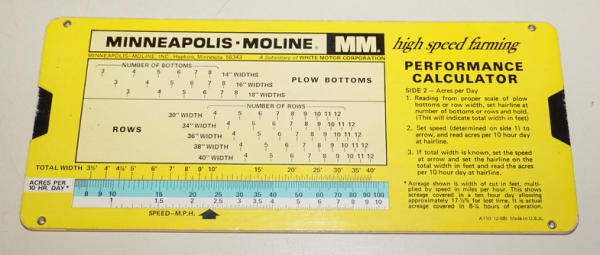 MINNEAPOLIS-MOLINE® MM® high speed farming
MINNEAPOLIS-MOLINE, INC., Hopkins, Minnesota 55343 A Subsidiary of WHITE MOTOR CORPORATION
PERFORMANCE
CALCULATOR
NUMBER OF BOTTOMS
3 4 5 6 7 8 14" WIDTHS
3 4 5 6 7 8 16" WIDTHS
3 4 5 6 7 8 18" WIDTHS
PLOW BOTTOMS
NUMBER OF ROWS
ROWS
30" WIDTH 4 5 6 7 8 9 10 11 12
34" WIDTH 4 5 6 7 8 9 10 11 12
36" WIDTH 4 5 6 7 8 9 10 11 12
38" WIDTH 4 5 6 7 8 9 10 11 12
40" WIDTH 4 5 6 7 8 9 10 11 12
TOTAL WIDTH 3½' 4' 4½' 5' 6' 7' 8' 9' 10' 15' 20' 25' 30' 35' 40'
ACRES PER
10 HR. DAY*
8 9 10 15 20 30 40 50 60 70 80 90 100
1 1.5 2 2.5 3 3.5 4 5 6 7 8 9 10
SPEED-M.P.H.
SIDE 2 - Acres per Day
1. Reading from proper scale of plow
bottoms or row width, set hairline at
number of bottoms or rows and hold.
(This will indicate total width in feet)
2. Set speed (determined on side 1) to
arrow, and read acres per 10 hour day
at hairline.
3. If total width is known, set the speed
at arrow and set the hairline on the
total width in feet and read the acres
per 10 hour day at hairline.
* Acreage shown is width of cut in feet, multi-
plied by speed in miles per hour. This shows
acreage covered in a ten hour day allowing
approximately 17-½% for lost time. It is actual
acreage covered in 8-¼ hours of operation.
Made in U.S.A.